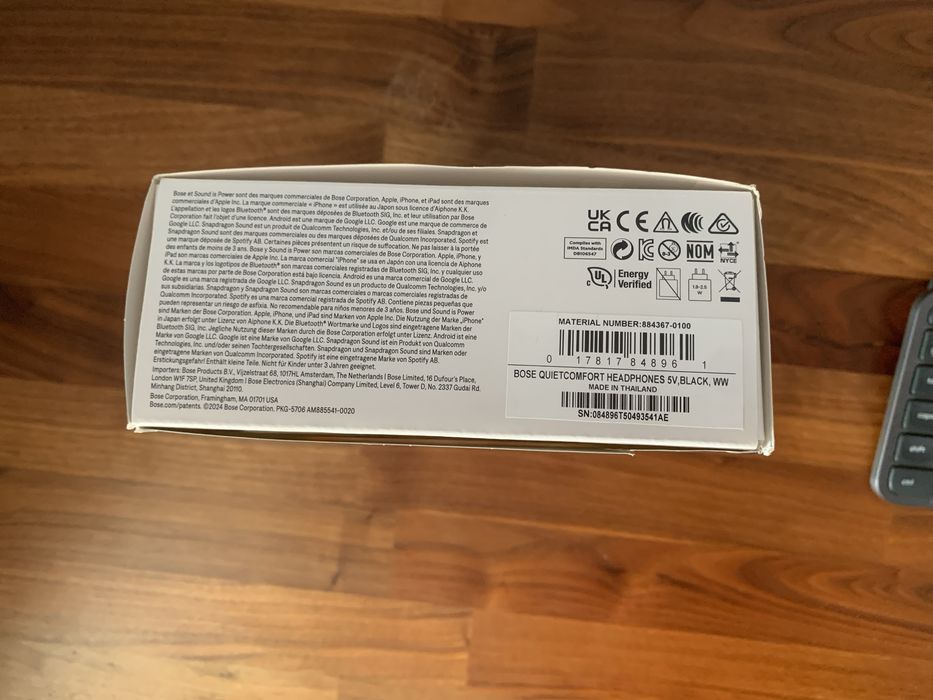 Bose et Sound is Power sont des marques commerciales de Bose Corporation. Apple, iPhone, et iPad sont des marques
commerciales d'Apple Inc. La marque commerciale « iPhone » est utilisée au Japon sous licence d'Aiphone K.K.
L'appellation et les logos Bluetooth® sont des marques déposées de Bluetooth SIG, Inc. et leur utilisation par Bose
Corporation fait l'objet d'une licence. Android est une marque de Google LLC. Google est une marque de commerce de
Google LLC. Snapdragon Sound est un produit de Qualcomm Technologies, Inc. et/ou de ses filiales. Snapdragon et
Snapdragon Sound sont des marques commerciales ou des marques déposées de Qualcomm Incorporated. Spotify est
une marque déposée de Spotify AB. Certaines pièces présentent un risque de suffocation. Ne pas laisser à la portée
des enfants de moins de 3 ans. Bose y Sound is Power son marcas comerciales de Bose Corporation. Apple, iPhone, y
iPad son marcas comerciales de Apple Inc. La marca comercial "iPhone" se usa en Japón con una licencia de Aiphone
K.K. La marca y los logotipos de Bluetooth® son marcas comerciales registradas de Bluetooth SIG, Inc. y cualquier uso
de estas marcas por parte de Bose Corporation está bajo licencia. Android es una marca comercial de Google LLC.
Google es una marca registrada de Google LLC. Snapdragon Sound es un producto de Qualcomm Technologies, Inc. y/o
sus subsidiarias. Snapdragon y Snapdragon Sound son marcas comerciales o marcas comerciales registradas de
Qualcomm Incorporated. Spotify es una marca comercial registrada de Spotify AB. Contiene piezas pequeñas que
pueden representar un riesgo de asfixia. No recomendable para niños menores de 3 años. Bose und Sound is Power
sind Marken der Bose Corporation. Apple, iPhone, und iPad sind Marken von Apple Inc. Die Nutzung der Marke „iPhone"
in Japan erfolgt unter Lizenz von Aiphone K.K. Die Bluetooth® Wortmarke und Logos sind eingetragene Marken der
Bluetooth SIG, Inc. Jegliche Nutzung dieser Marken durch die Bose Corporation erfolgt unter Lizenz. Android ist eine
Marke von Google LLC. Google ist eine Marke von Google LLC. Snapdragon Sound ist ein Produkt von Qualcomm
Technologies, Inc. und/oder seinen Tochtergesellschaften. Snapdragon und Snapdragon Sound sind Marken oder
eingetragene Marken von Qualcomm Incorporated. Spotify ist eine eingetragene Marke von Spotify AB.
Erstickungsgefahr! Enthält kleine Teile. Nicht für Kinder unter 3 Jahren geeignet.
Importers: Bose Products B.V., Vijzelstraat 68, 1017HL Amsterdam, The Netherlands | Bose Limited, 16 Dufour's Place,
London W1F 7SP, United Kingdom | Bose Electronics (Shanghai) Company Limited, Level 6, Tower D, No. 2337 Gudai Rd.
Minhang District, Shanghai 201100.
Bose Corporation, Framingham, MA 01701 USA
Bose.com/patents. ©2024 Bose Corporation. PKG-5706 AM885541-0020
UK
CA CE
Complies with
IMDA Standards
DB106547
0-3
NOM
NYCE
c UL us
Energy
Verified
1.8-2.5
W
MATERIAL NUMBER:884367-0100
0 17817 84896 1
BOSE QUIETCOMFORT HEADPHONES 5V,BLACK, WW
MADE IN THAILAND
SN:084896T50493541AE
shift
ctrl